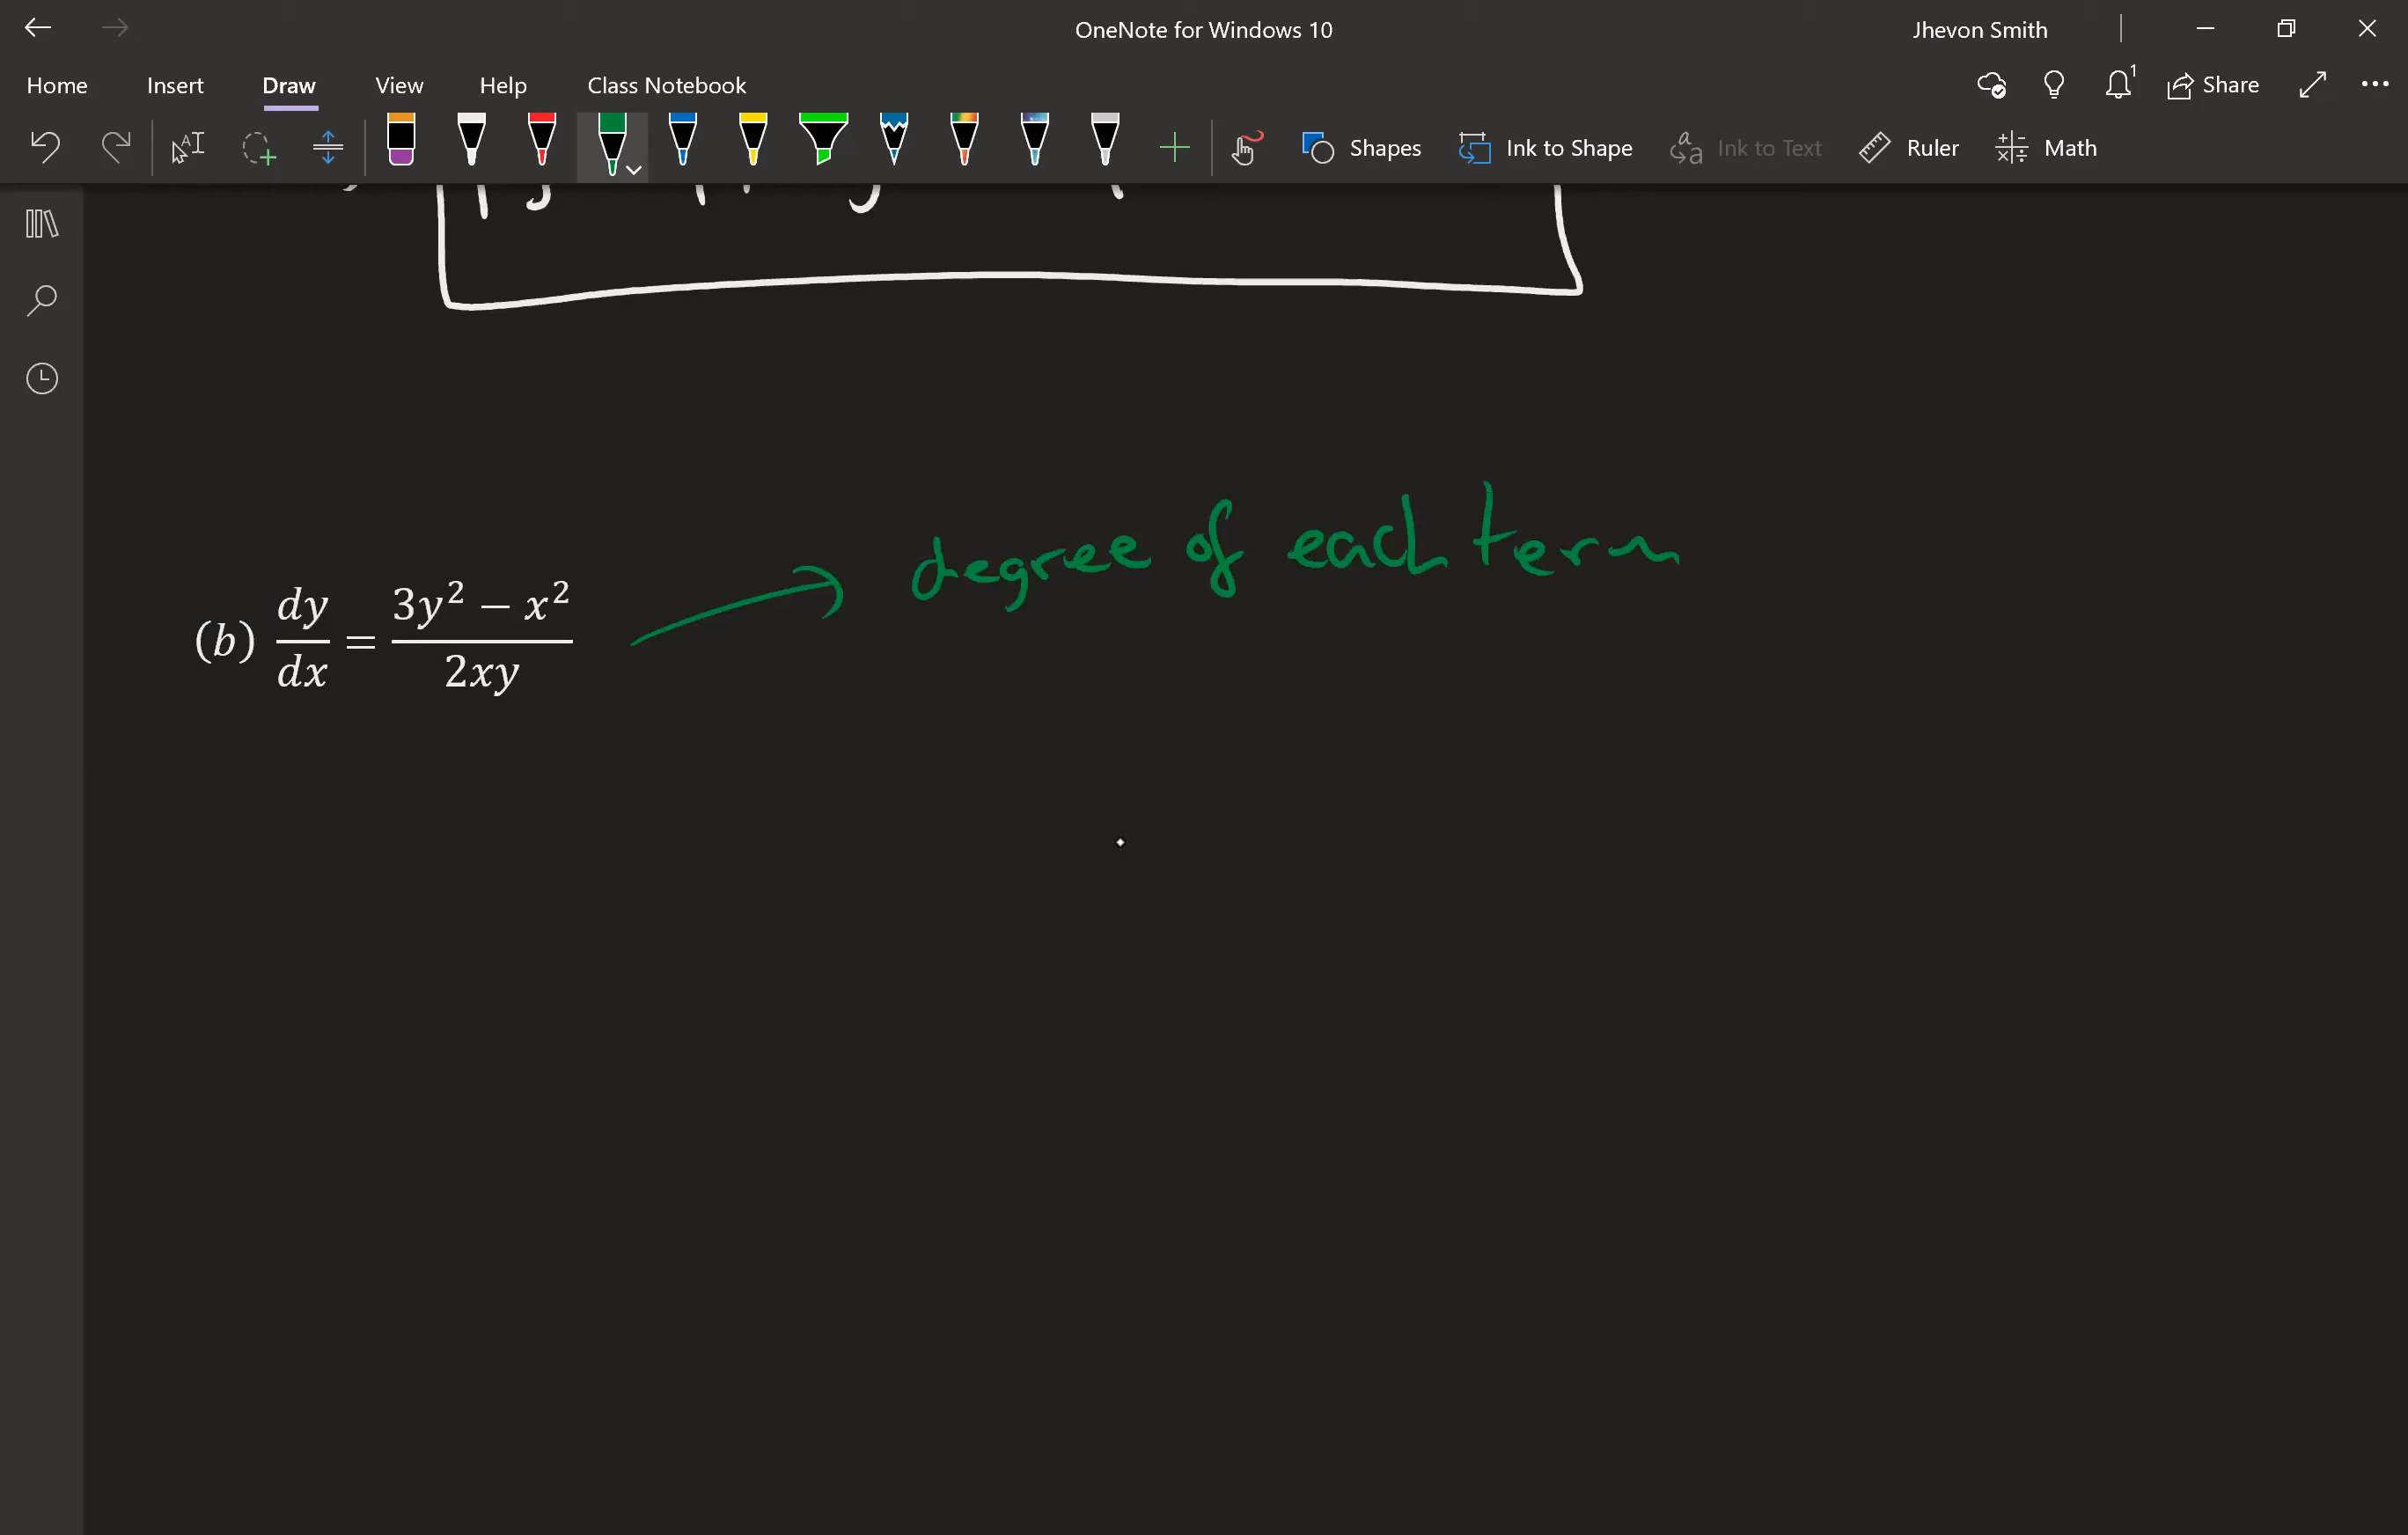 OneNote for Windows 10
Jhevon Smith
Home Insert Draw View Help Class Notebook
1
Share
Shapes Ink to Shape Ink to Text Ruler Math
degree of each term
(b) dy/dx = (3y² − x²)/(2xy)